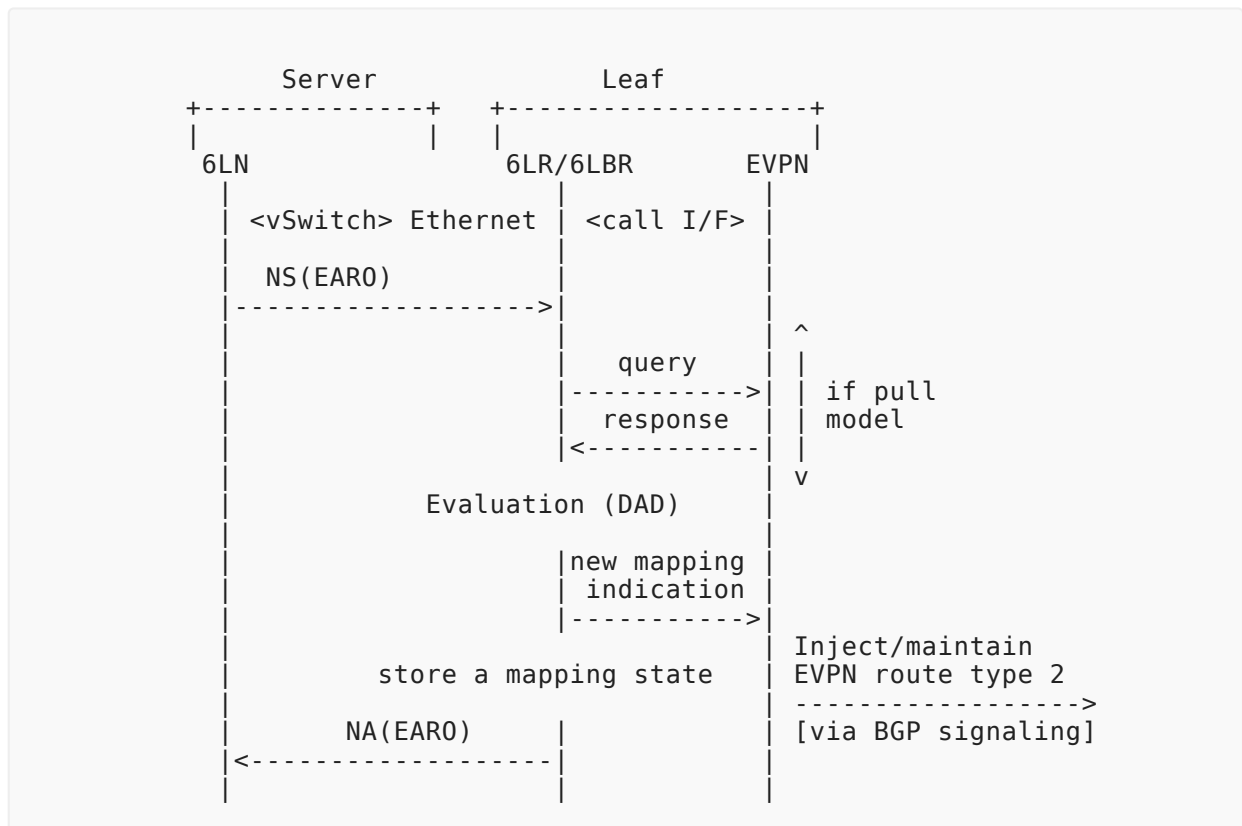 Server Leaf
6LN 6LR/6LBR EVPN
<vSwitch> Ethernet <call I/F>
NS(EARO)
query
if pull
response model
Evaluation (DAD)
new mapping
indication
Inject/maintain
store a mapping state EVPN route type 2
NA(EARO) [via BGP signaling]